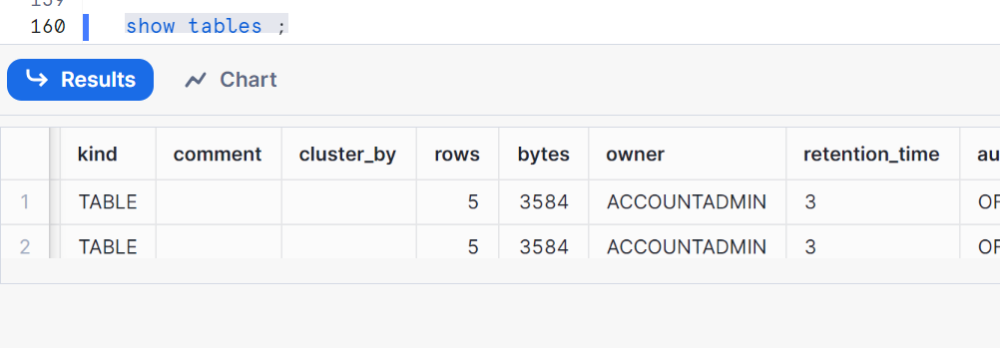 159
160 show tables ;
Results Chart
kind comment cluster_by rows bytes owner retention_time au
1 TABLE 5 3584 ACCOUNTADMIN 3 OF
2 TABLE 5 3584 ACCOUNTADMIN 3 OF